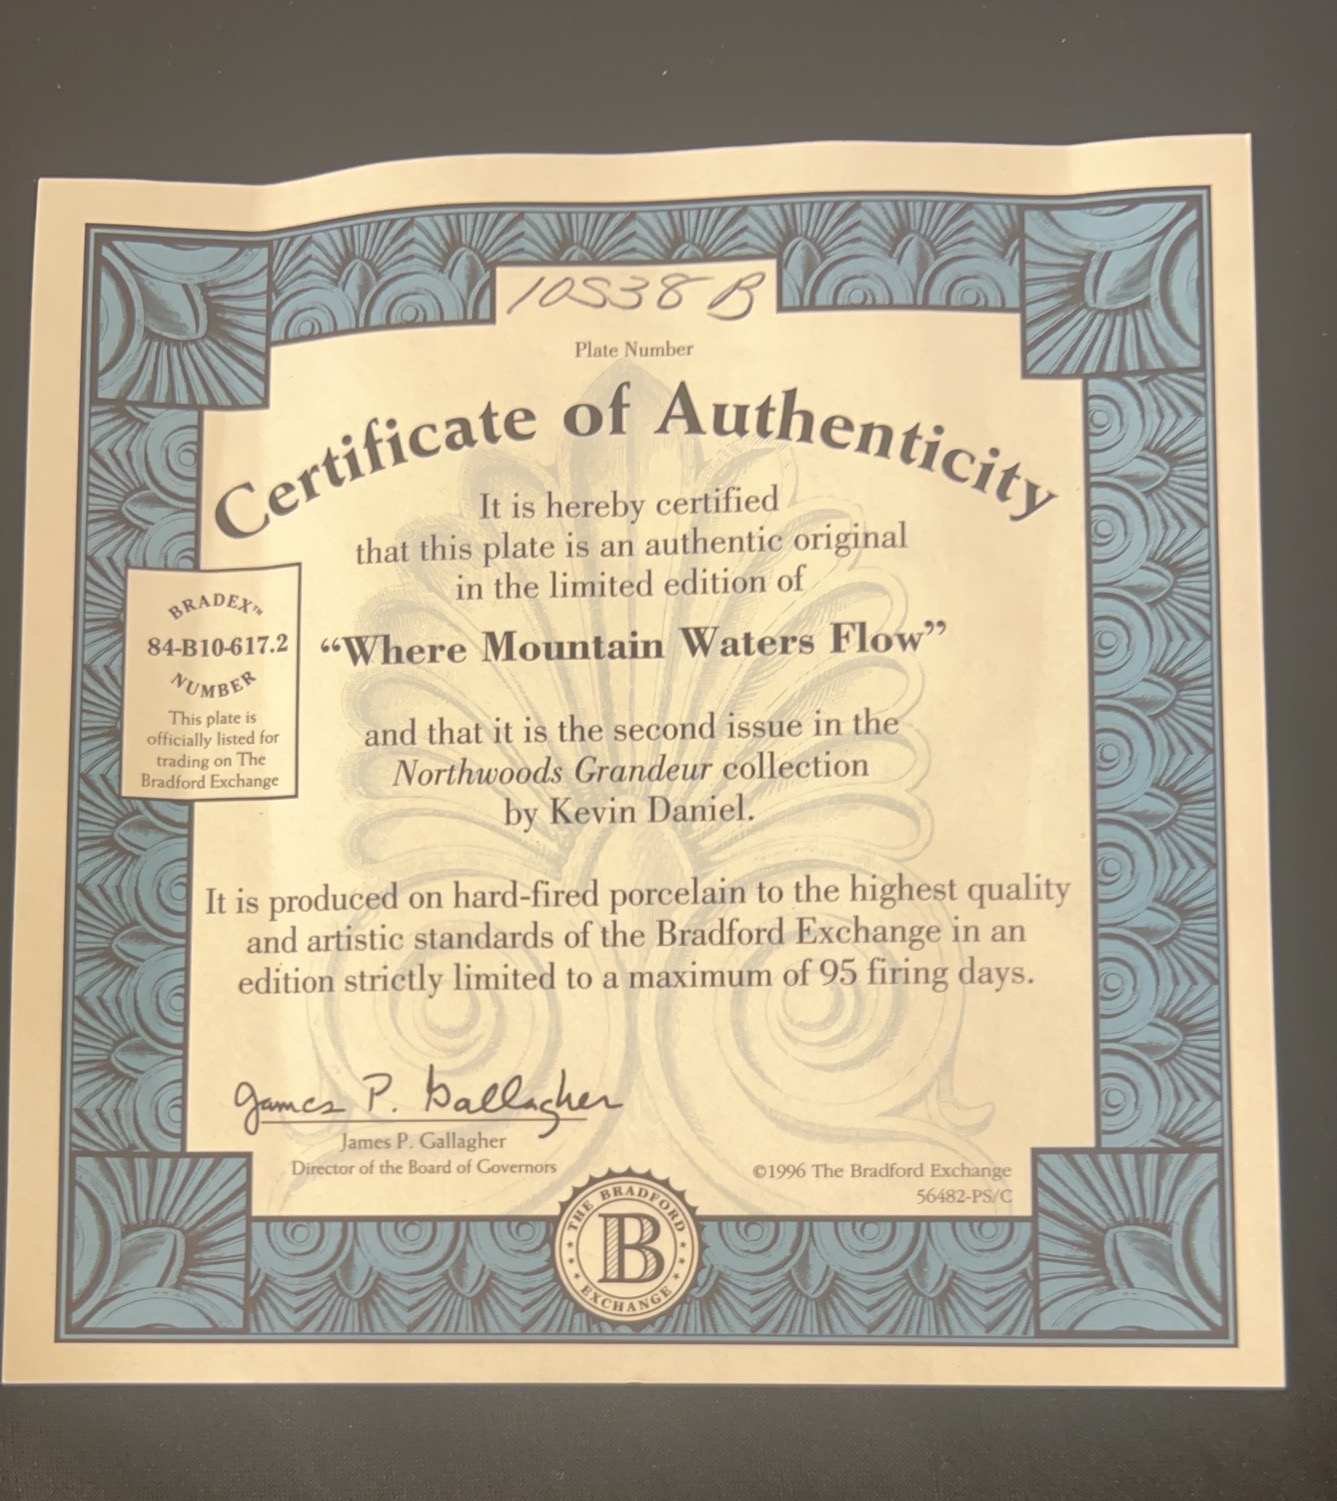 10538 B
Plate Number
Certificate of Authenticity
It is hereby certified
that this plate is an authentic original
in the limited edition of
“Where Mountain Waters Flow”
and that it is the second issue in the
Northwoods Grandeur collection
by Kevin Daniel.
BRADEX™
84-B10-617.2
NUMBER
This plate is
officially listed for
trading on The
Bradford Exchange
It is produced on hard-fired porcelain to the highest quality
and artistic standards of the Bradford Exchange in an
edition strictly limited to a maximum of 95 firing days.
James P. Gallagher
James P. Gallagher
Director of the Board of Governors
©1996 The Bradford Exchange
56482-PS/C
THE BRADFORD
B
EXCHANGE